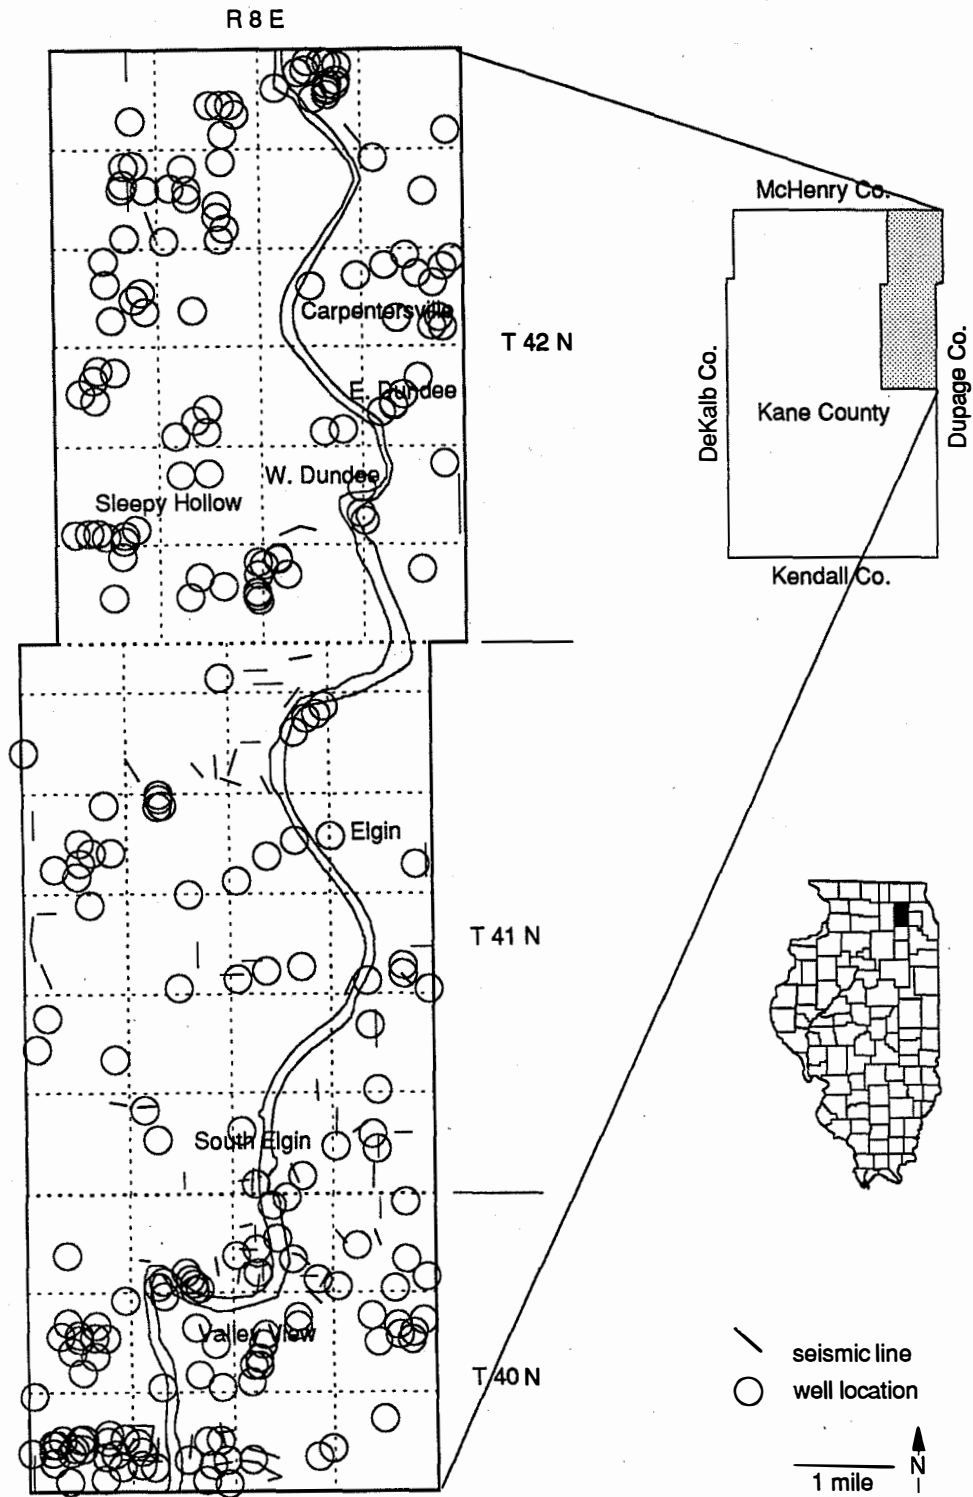 R 8 E
McHenry Co.
Carpentersville
T 42 N
DeKalb Co.
Dupage Co.
E. Dundee
Kane County
W. Dundee
Sleepy Hollow
Kendall Co.
Elgin
T 41 N
South Elgin
Valley View
seismic line
T 40 N
well location
N
1 mile